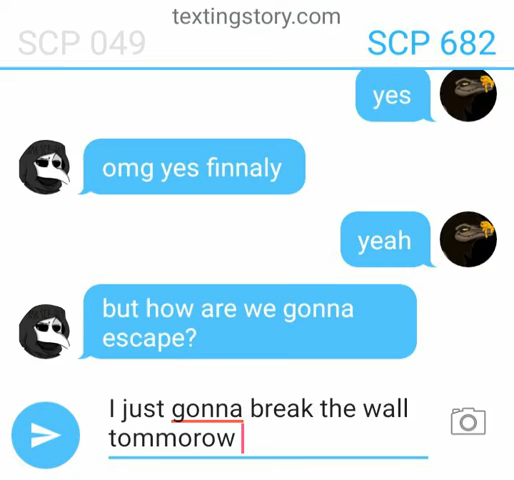 textingstory.com
SCP 049
SCP 682
yes
omg yes finnaly
yeah
but how are we gonna
escape?
I just gonna break the wall
tommorow